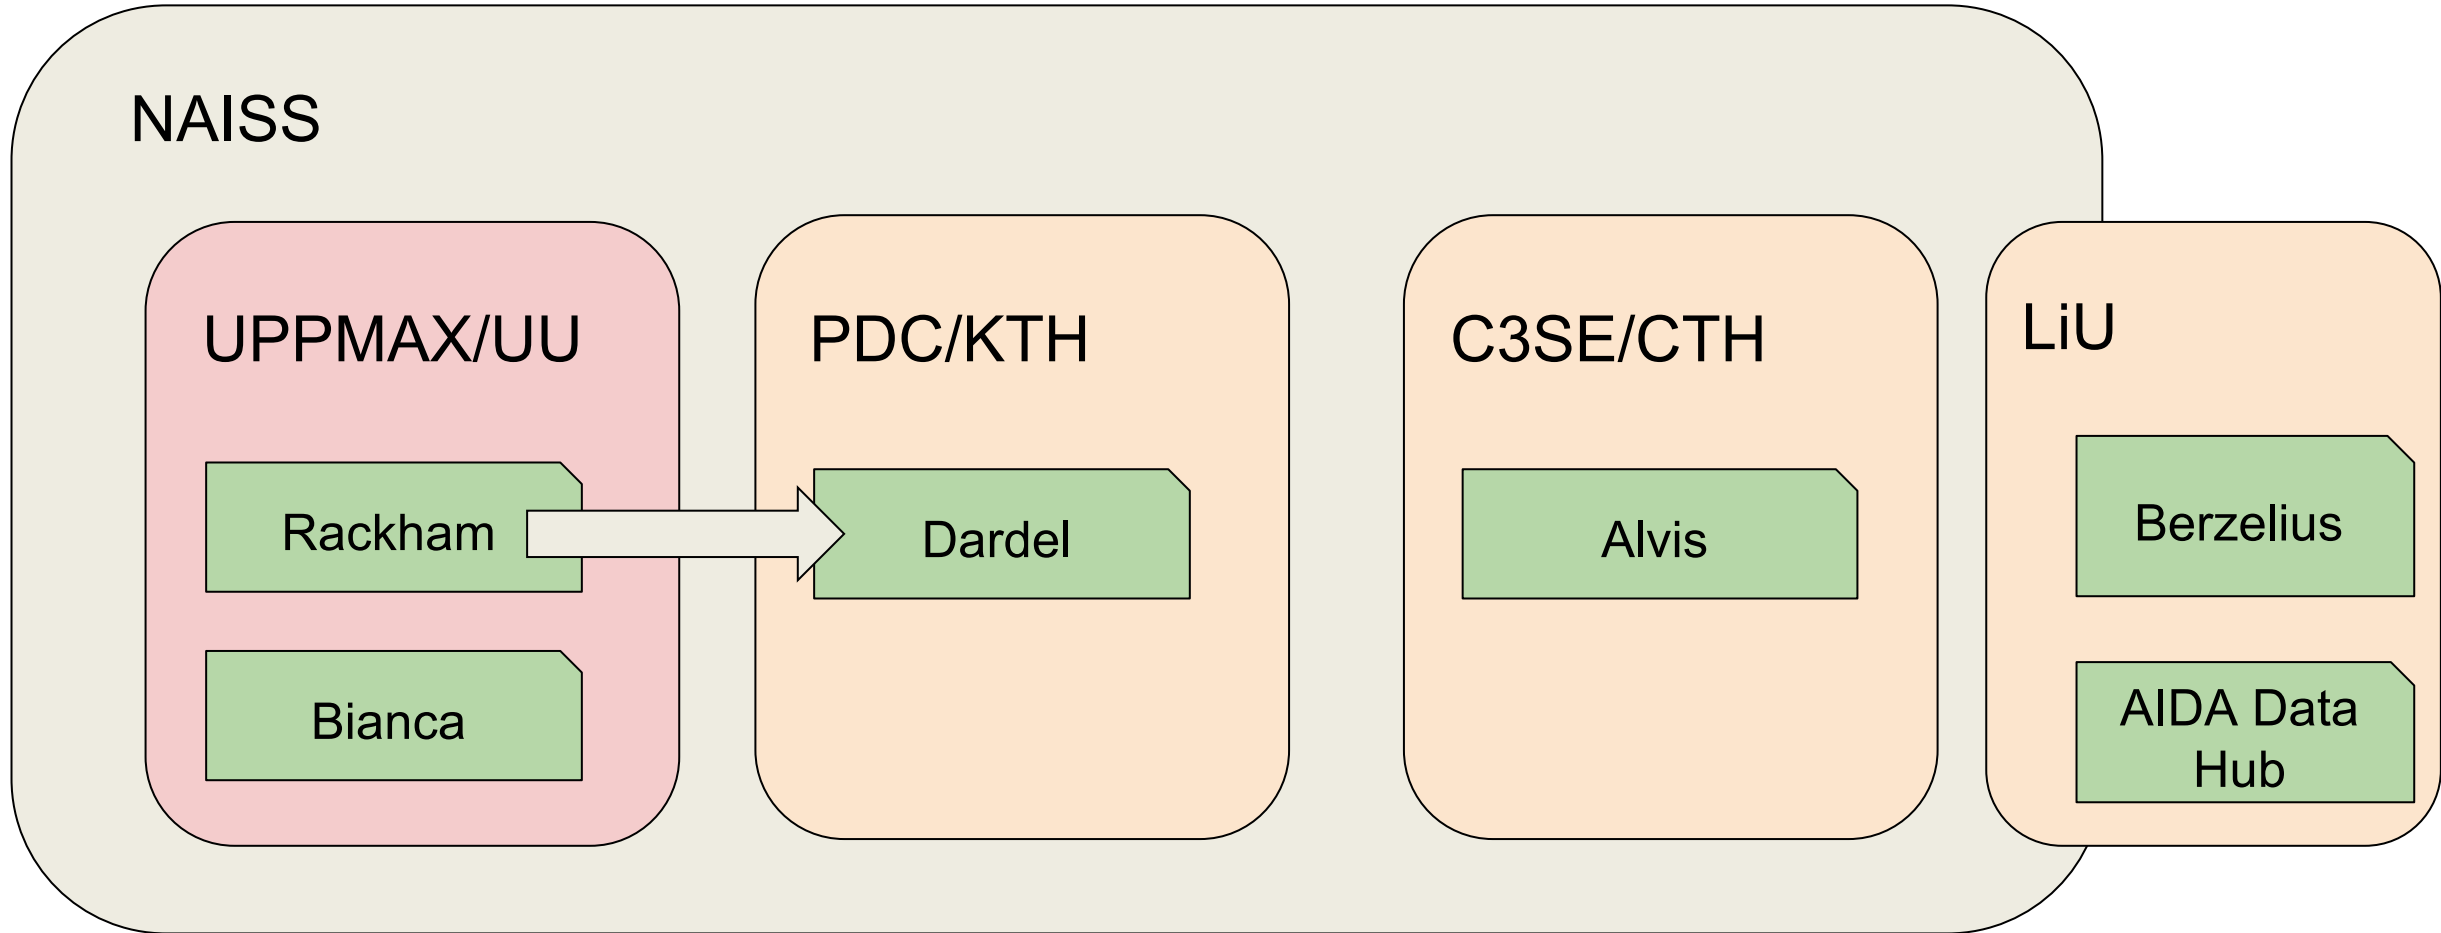 NAISS
UPPMAX/UU
Rackham
Bianca
PDC/KTH
Dardel
C3SE/CTH
Alvis
LiU
Berzelius
AIDA Data
Hub